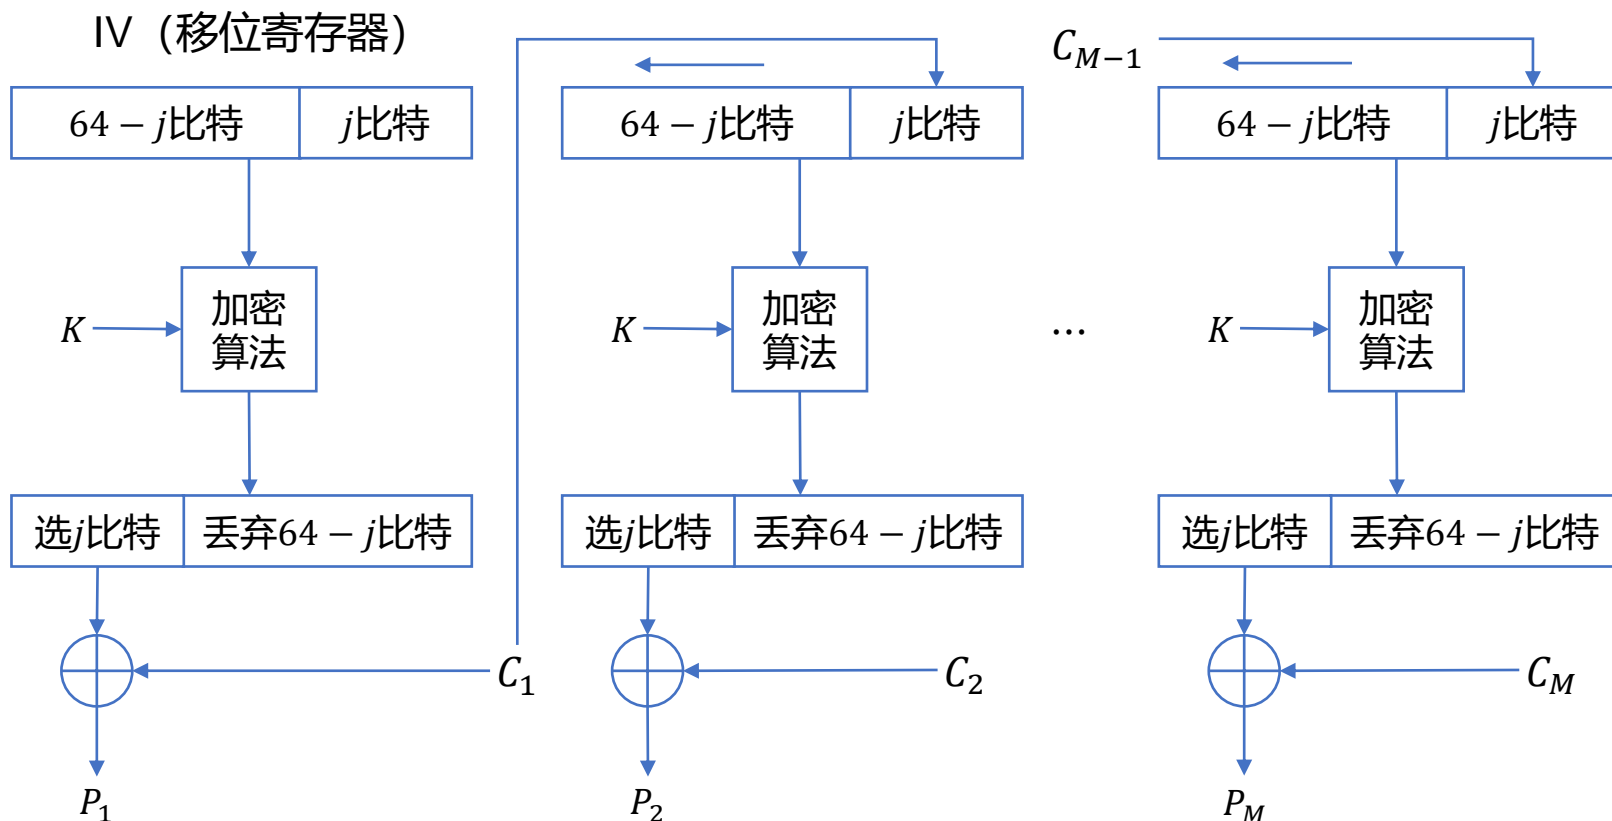 IV（移位寄存器）
C_{M-1}
64 − j比特 j比特
64 − j比特 j比特
64 − j比特 j比特
K
加密
算法
K
加密
算法
...
K
加密
算法
选j比特 丢弃64 − j比特
选j比特 丢弃64 − j比特
选j比特 丢弃64 − j比特
C_1
C_2
C_M
P_1
P_2
P_M